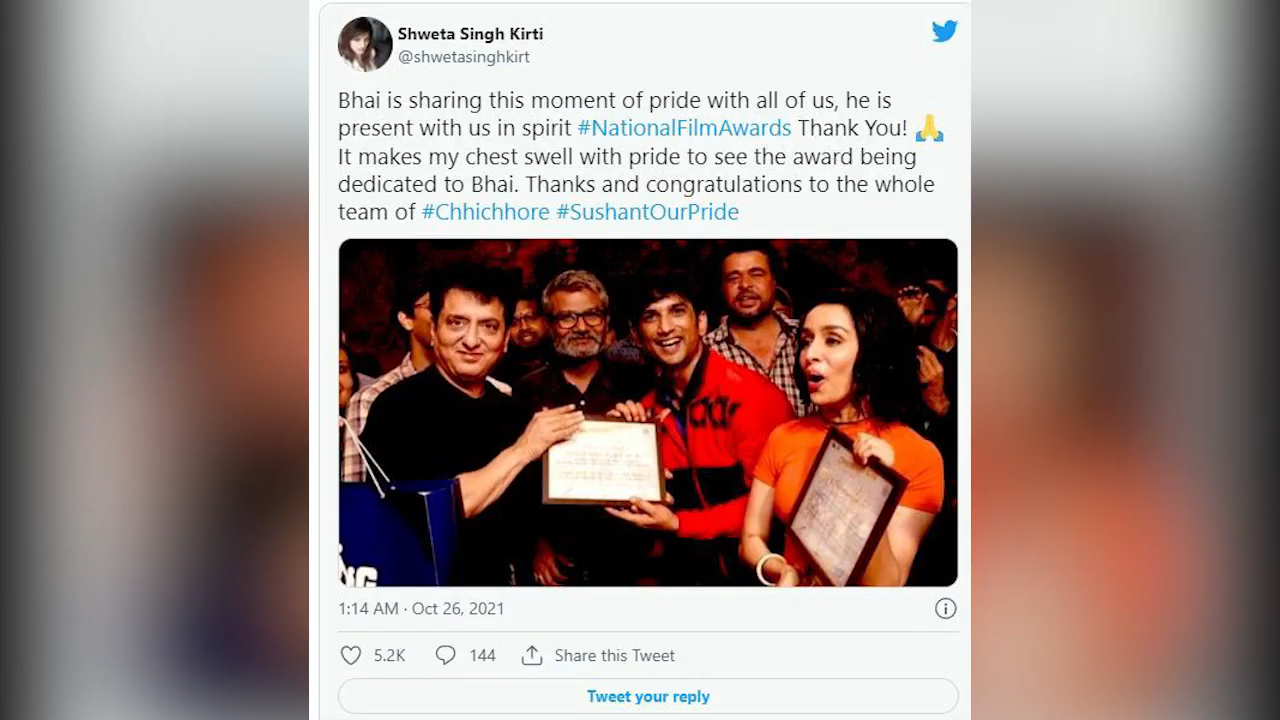 Shweta Singh Kirti
@shwetasinghkirt
Bhai is sharing this moment of pride with all of us, he is
present with us in spirit #NationalFilmAwards Thank You! 🙏
It makes my chest swell with pride to see the award being
dedicated to Bhai. Thanks and congratulations to the whole
team of #Chhichhore #SushantOurPride
1:14 AM · Oct 26, 2021
5.2K 144 Share this Tweet
Tweet your reply